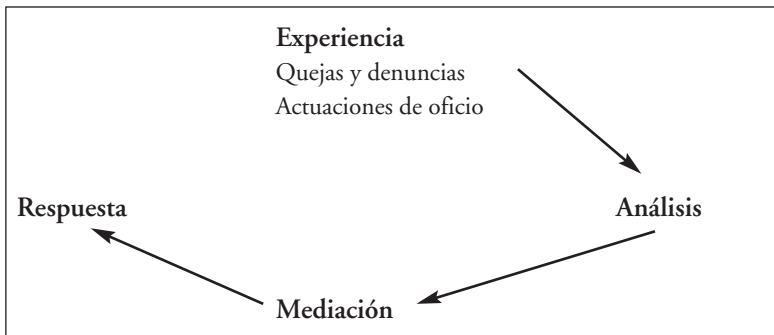 Experiencia
Quejas y denuncias
Actuaciones de oficio
Respuesta
Análisis
Mediación